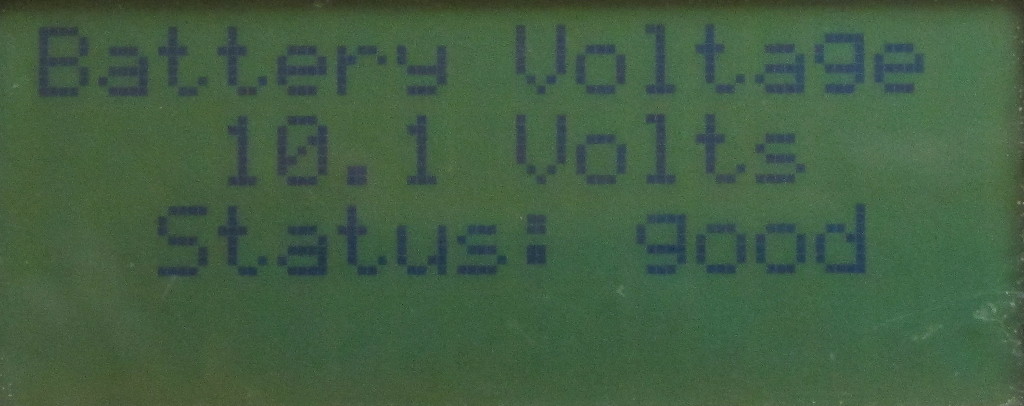 Battery Voltage
10.1 Volts
Status: good